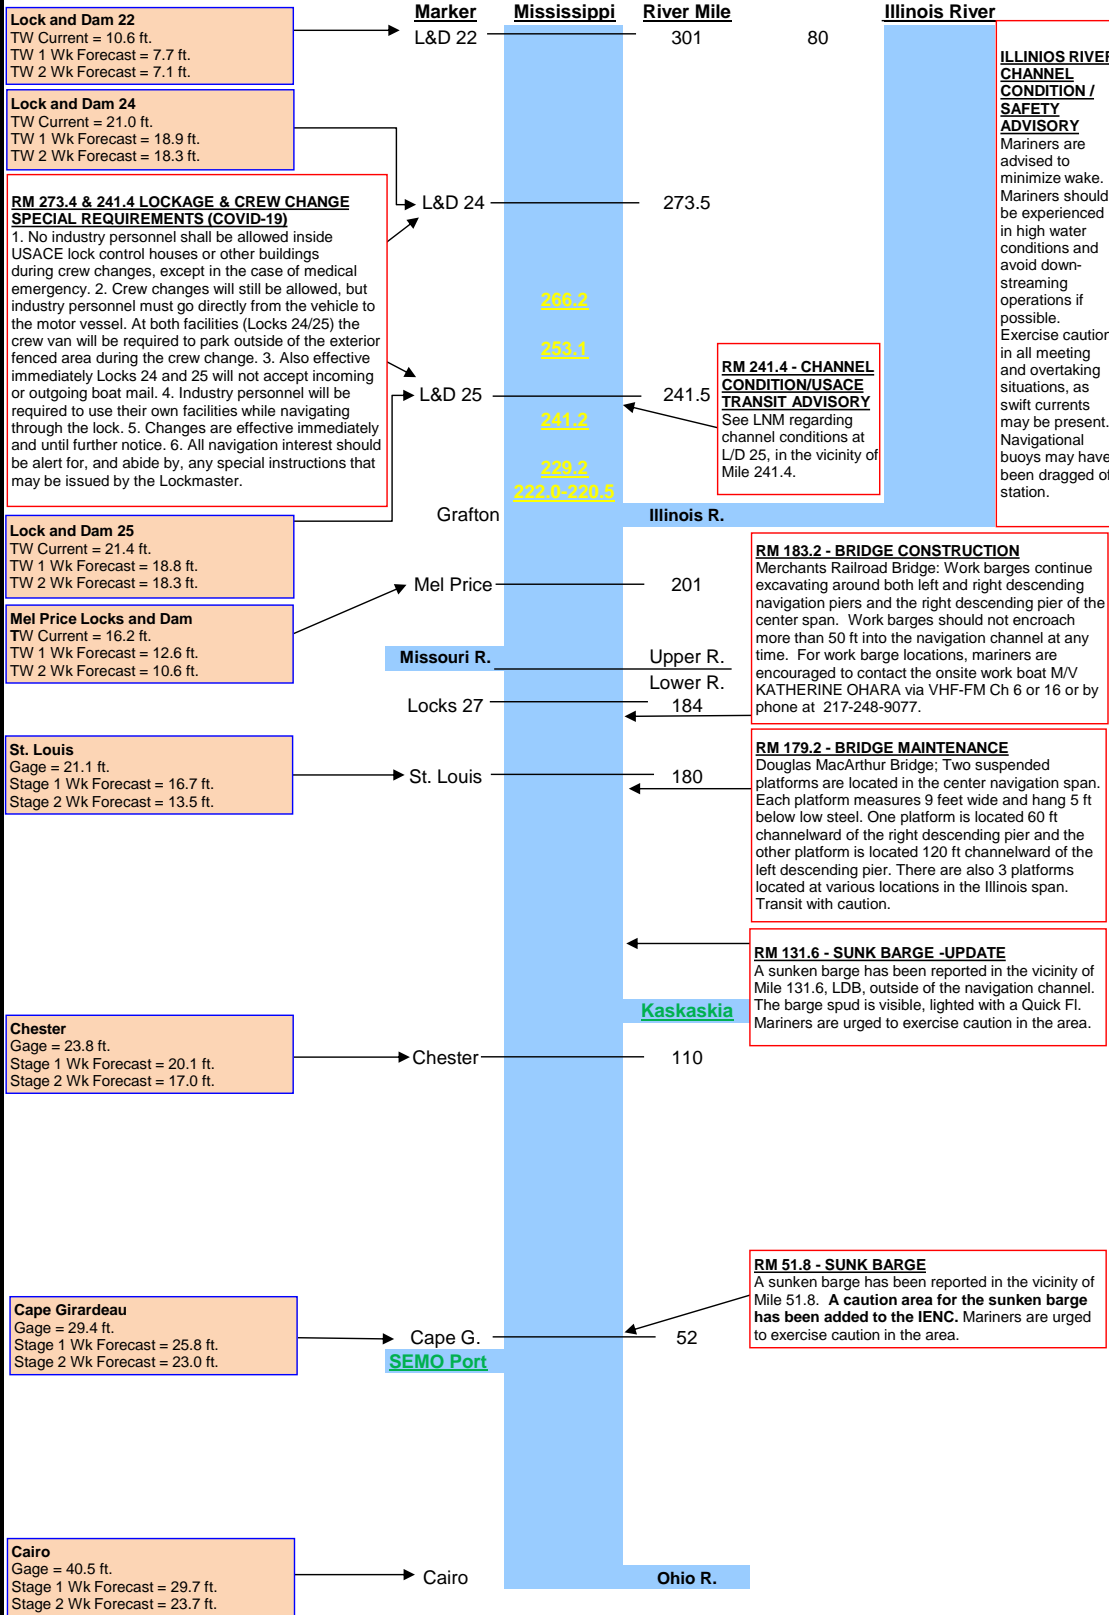 Marker Mississippi River Mile Illinois River
Lock and Dam 22
TW Current = 10.6 ft.
TW 1 Wk Forecast = 7.7 ft.
TW 2 Wk Forecast = 7.1 ft.
L&D 22 301 80
ILLINIOS RIVER
CHANNEL
CONDITION /
SAFETY
ADVISORY
Mariners are
advised to
minimize wake.
Mariners should
be experienced
in high water
conditions and
avoid down-
streaming
operations if
possible.
Exercise caution
in all meeting
and overtaking
situations, as
swift currents
may be present.
Navigational
buoys may have
been dragged of
station.
Lock and Dam 24
TW Current = 21.0 ft.
TW 1 Wk Forecast = 18.9 ft.
TW 2 Wk Forecast = 18.3 ft.
L&D 24 273.5
RM 273.4 & 241.4 LOCKAGE & CREW CHANGE
SPECIAL REQUIREMENTS (COVID-19)
1. No industry personnel shall be allowed inside
USACE lock control houses or other buildings
during crew changes, except in the case of medical
emergency. 2. Crew changes will still be allowed, but
industry personnel must go directly from the vehicle to
the motor vessel. At both facilities (Locks 24/25) the
crew van will be required to park outside of the exterior
fenced area during the crew change. 3. Also effective
immediately Locks 24 and 25 will not accept incoming
or outgoing boat mail. 4. Industry personnel will be
required to use their own facilities while navigating
through the lock. 5. Changes are effective immediately
and until further notice. 6. All navigation interest should
be alert for, and abide by, any special instructions that
may be issued by the Lockmaster.
266.2
253.1
L&D 25 241.5
241.2
229.2
222.0-220.5
RM 241.4 - CHANNEL
CONDITION/USACE
TRANSIT ADVISORY
See LNM regarding
channel conditions at
L/D 25, in the vicinity of
Mile 241.4.
Grafton Illinois R.
Lock and Dam 25
TW Current = 21.4 ft.
TW 1 Wk Forecast = 18.8 ft.
TW 2 Wk Forecast = 18.3 ft.
Mel Price 201
Mel Price Locks and Dam
TW Current = 16.2 ft.
TW 1 Wk Forecast = 12.6 ft.
TW 2 Wk Forecast = 10.6 ft.
RM 183.2 - BRIDGE CONSTRUCTION
Merchants Railroad Bridge: Work barges continue
excavating around both left and right descending
navigation piers and the right descending pier of the
center span. Work barges should not encroach
more than 50 ft into the navigation channel at any
time. For work barge locations, mariners are
encouraged to contact the onsite work boat M/V
KATHERINE OHARA via VHF-FM Ch 6 or 16 or by
phone at 217-248-9077.
Missouri R. Upper R.
Lower R.
Locks 27 184
St. Louis
Gage = 21.1 ft.
Stage 1 Wk Forecast = 16.7 ft.
Stage 2 Wk Forecast = 13.5 ft.
St. Louis 180
RM 179.2 - BRIDGE MAINTENANCE
Douglas MacArthur Bridge; Two suspended
platforms are located in the center navigation span.
Each platform measures 9 feet wide and hang 5 ft
below low steel. One platform is located 60 ft
channelward of the right descending pier and the
other platform is located 120 ft channelward of the
left descending pier. There are also 3 platforms
located at various locations in the Illinois span.
Transit with caution.
RM 131.6 - SUNK BARGE -UPDATE
A sunken barge has been reported in the vicinity of
Mile 131.6, LDB, outside of the navigation channel.
The barge spud is visible, lighted with a Quick Fl.
Mariners are urged to exercise caution in the area.
Kaskaskia
Chester
Gage = 23.8 ft.
Stage 1 Wk Forecast = 20.1 ft.
Stage 2 Wk Forecast = 17.0 ft.
Chester 110
RM 51.8 - SUNK BARGE
A sunken barge has been reported in the vicinity of
Mile 51.8. A caution area for the sunken barge
has been added to the IENC. Mariners are urged
to exercise caution in the area.
Cape Girardeau
Gage = 29.4 ft.
Stage 1 Wk Forecast = 25.8 ft.
Stage 2 Wk Forecast = 23.0 ft.
Cape G. 52
SEMO Port
Cairo
Gage = 40.5 ft.
Stage 1 Wk Forecast = 29.7 ft.
Stage 2 Wk Forecast = 23.7 ft.
Cairo Ohio R.